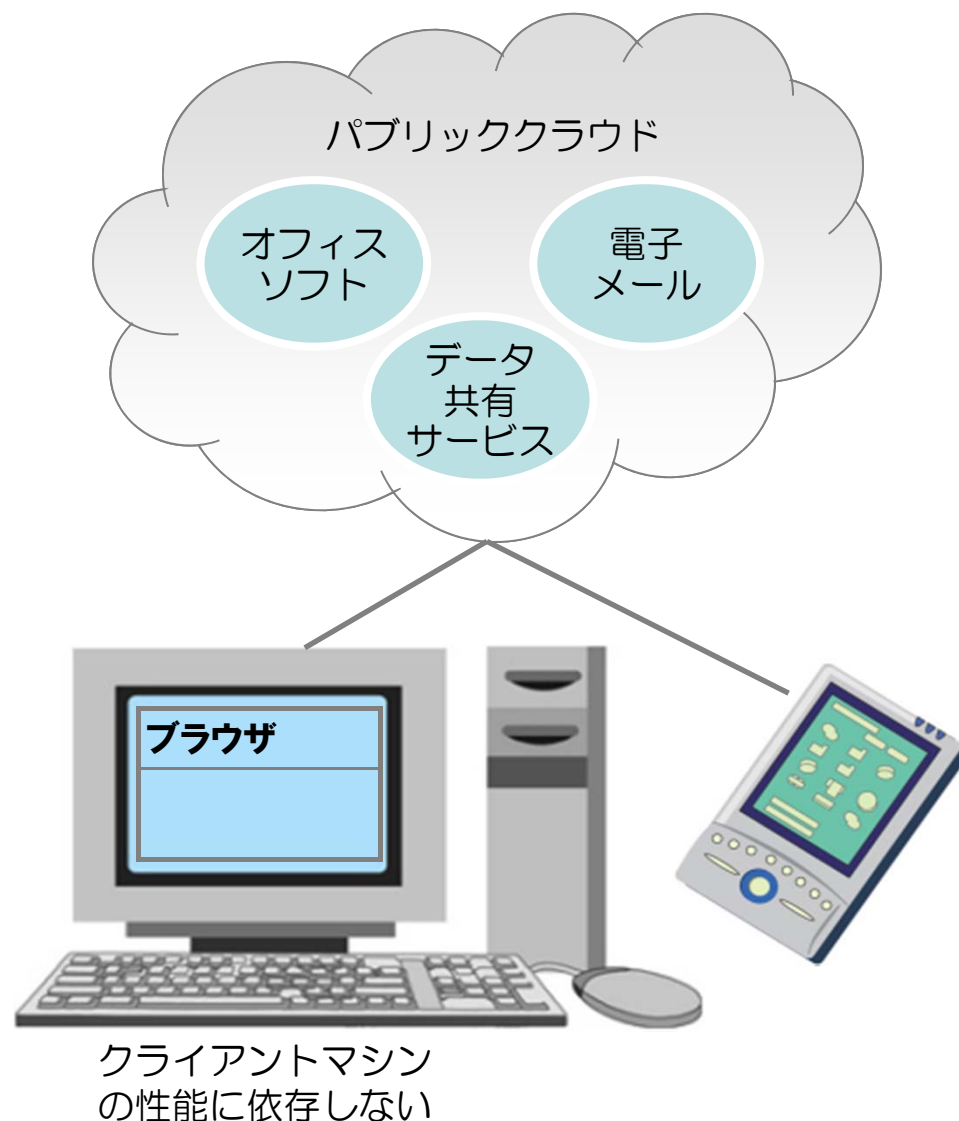 パブリッククラウド
オフィス
ソフト
電子
メール
データ
共有
サービス
ブラウザ
クライアントマシン
の性能に依存しない